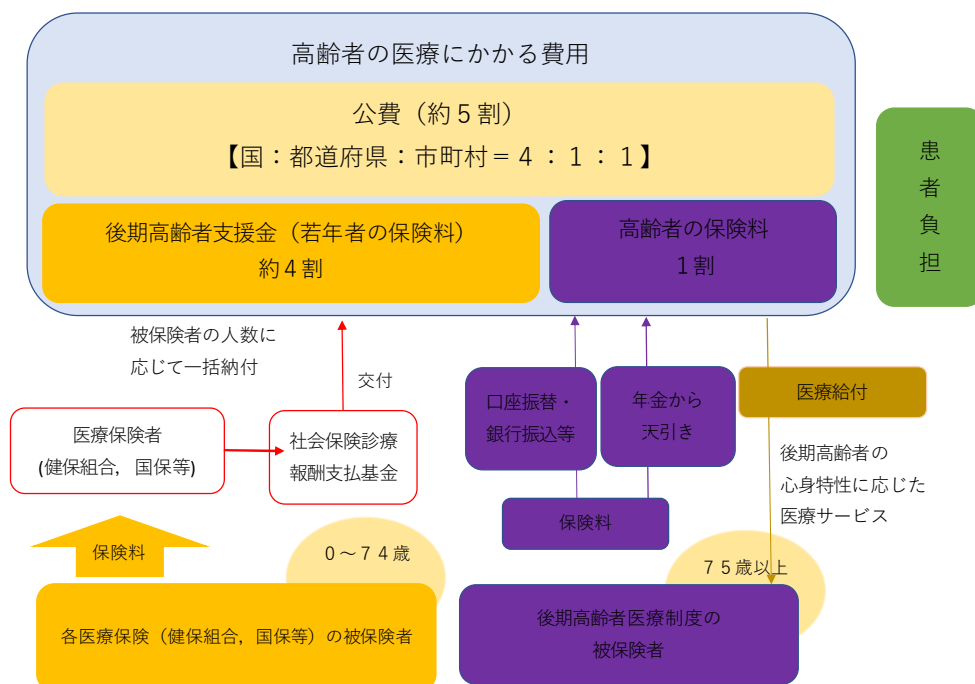 高齢者の医療にかかる費用
公費（約５割）
【国：都道府県：市町村＝４：１：１】
後期高齢者支援金（若年者の保険料）
約４割
高齢者の保険料
１割
患
者
負
担
被保険者の人数に
応じて一括納付
交付
医療保険者
(健保組合，国保等)
社会保険診療
報酬支払基金
口座振替・
銀行振込等
年金から
天引き
医療給付
後期高齢者の
心身特性に応じた
医療サービス
保険料
保険料
０～７４歳
７５歳以上
各医療保険（健保組合，国保等）の被保険者
後期高齢者医療制度の
被保険者